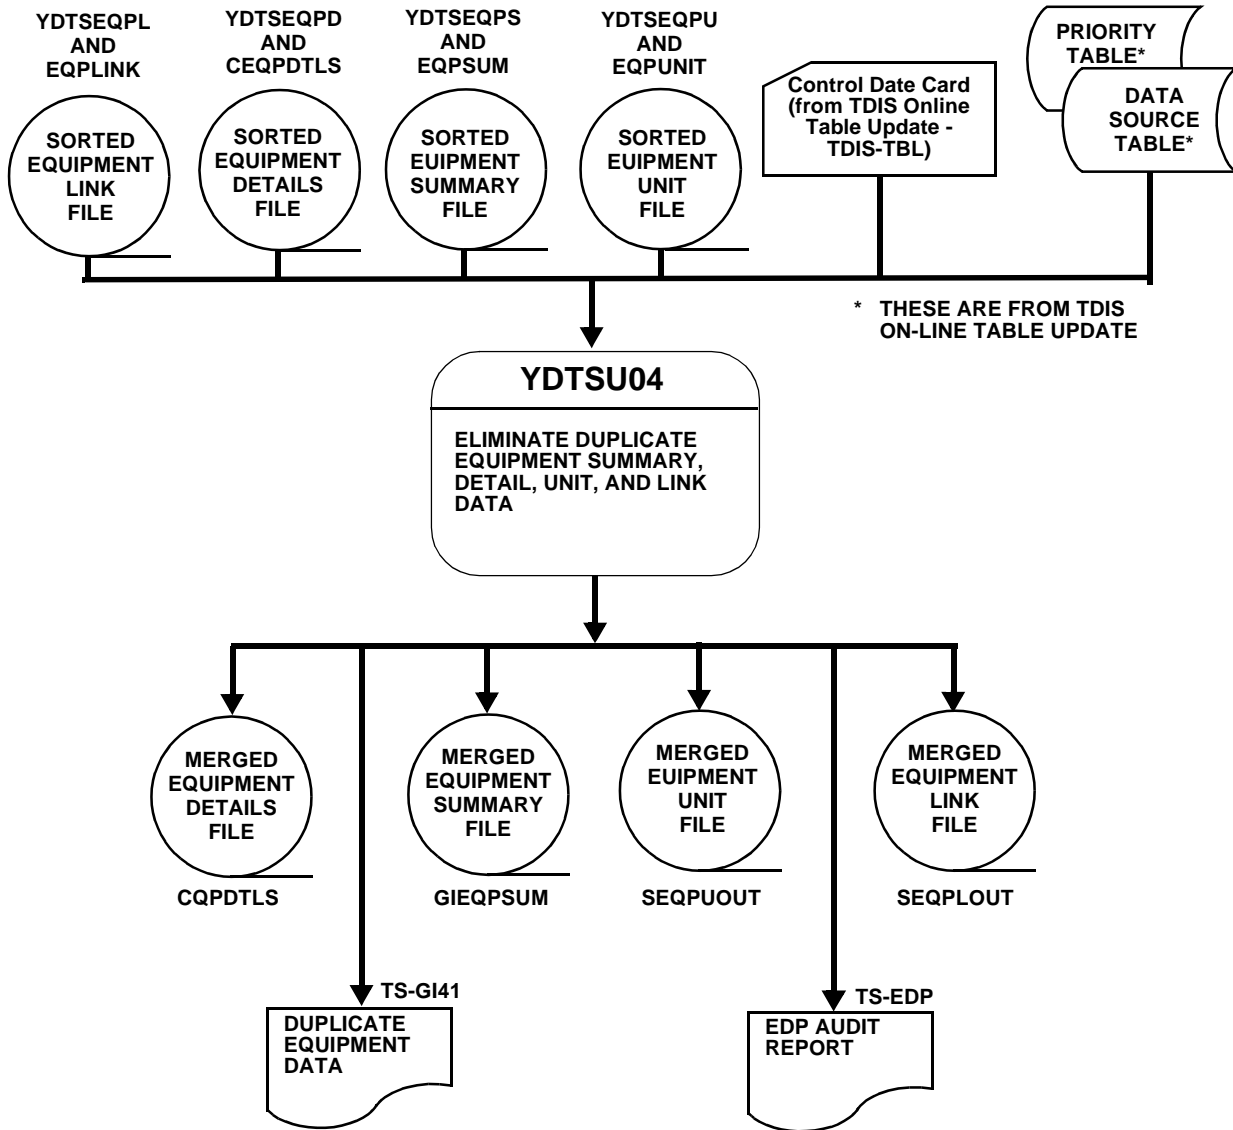 YDTSEQPL
AND
EQPLINK
YDTSEQPD
AND
CEQPDTLS
YDTSEQPS
AND
EQPSUM
YDTSEQPU
AND
EQPUNIT
SORTED
EQUIPMENT
LINK
FILE
SORTED
EQUIPMENT
DETAILS
FILE
SORTED
EUIPMENT
SUMMARY
FILE
SORTED
EUIPMENT
UNIT
FILE
Control Date Card
(from TDIS Online
Table Update -
TDIS-TBL)
PRIORITY
TABLE*
DATA
SOURCE
TABLE*
* THESE ARE FROM TDIS
ON-LINE TABLE UPDATE
YDTSU04
ELIMINATE DUPLICATE
EQUIPMENT SUMMARY,
DETAIL, UNIT, AND LINK
DATA
MERGED
EQUIPMENT
DETAILS
FILE
CQPDTLS
MERGED
EQUIPMENT
SUMMARY
FILE
GIEQPSUM
MERGED
EUIPMENT
UNIT
FILE
SEQPUOUT
MERGED
EQUIPMENT
LINK
FILE
SEQPLOUT
TS-GI41
DUPLICATE
EQUIPMENT
DATA
TS-EDP
EDP AUDIT
REPORT